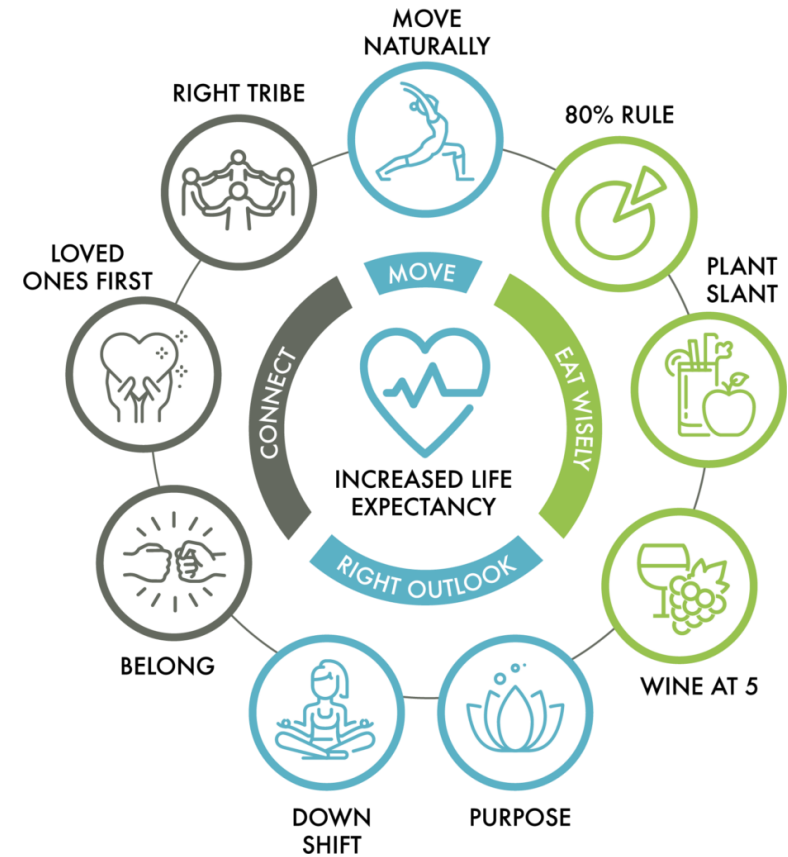 MOVE
NATURALLY
RIGHT TRIBE
80% RULE
LOVED
ONES FIRST
PLANT
SLANT
MOVE
CONNECT
EAT WISELY
INCREASED LIFE
EXPECTANCY
RIGHT OUTLOOK
BELONG
WINE AT 5
DOWN
SHIFT
PURPOSE